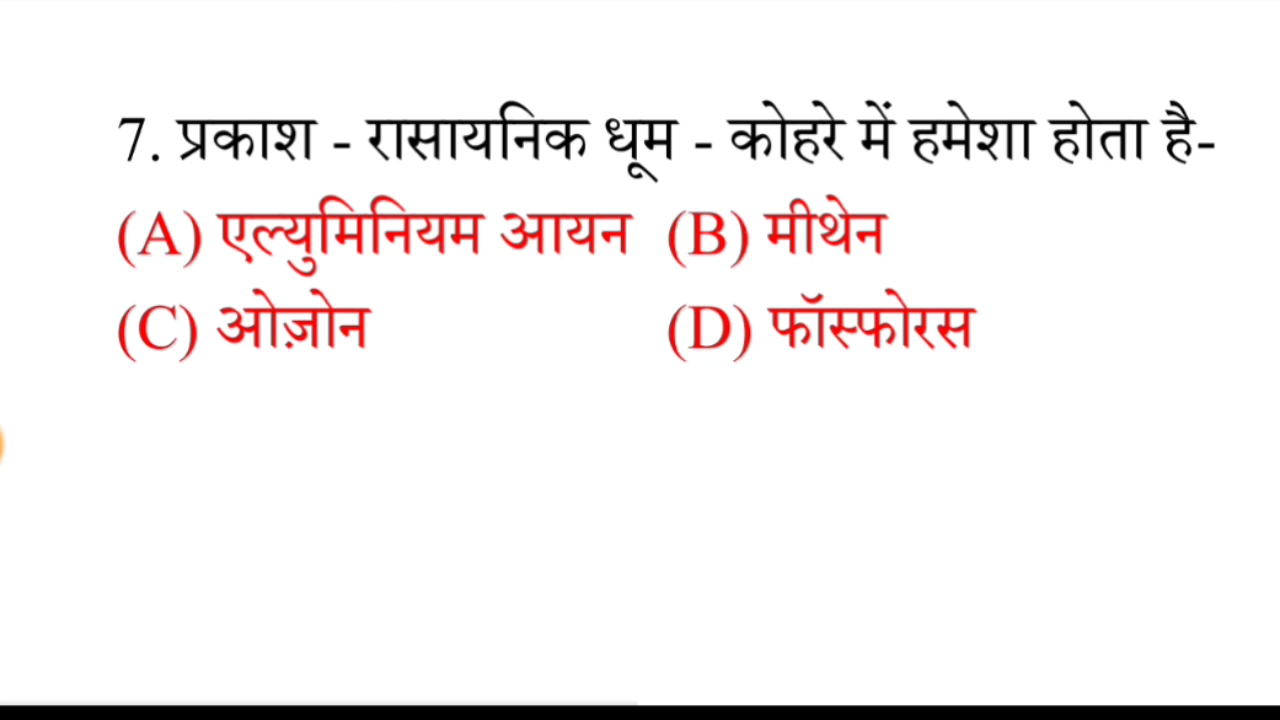 7. प्रकाश - रासायनिक धूम - कोहरे में हमेशा होता है-
(A) एल्युमिनियम आयन (B) मीथेन
(C) ओज़ोन (D) फॉस्फोरस